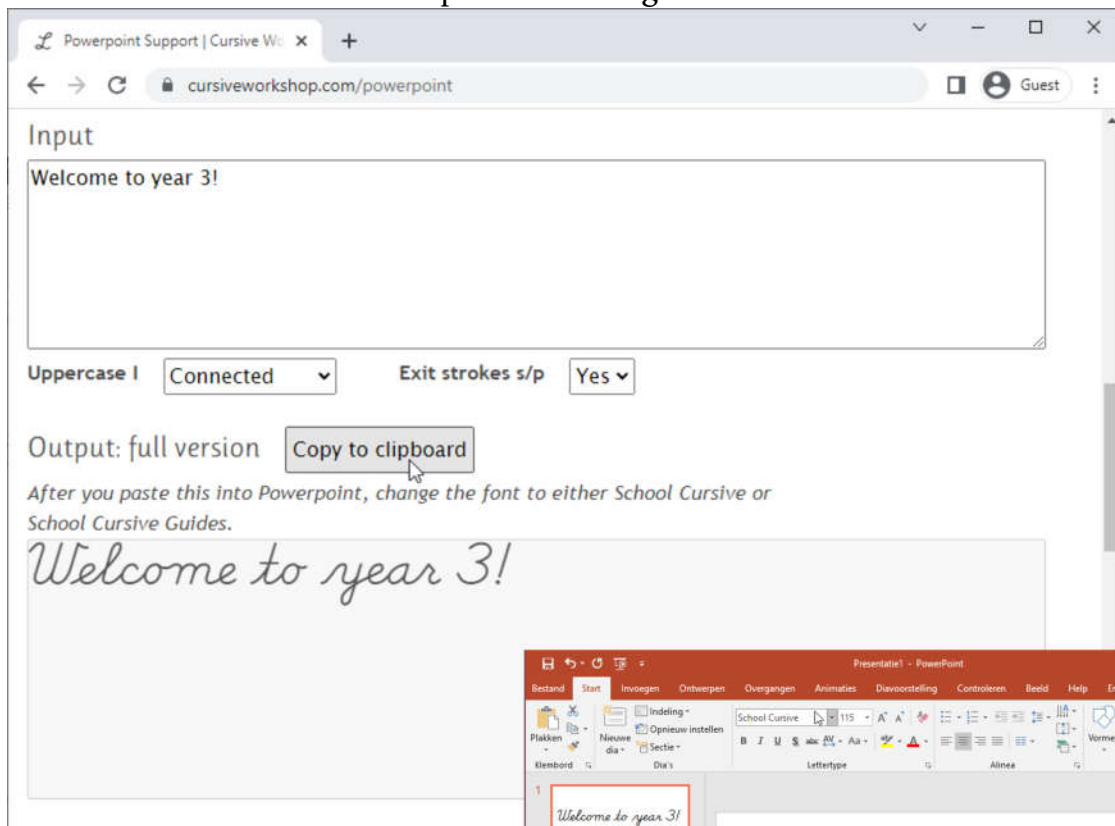 Powerpoint Support | Cursive Wo
cursiveworkshop.com/powerpoint
Guest
Input
Welcome to year 3!
Uppercase I Connected Exit strokes s/p Yes
Output: full version Copy to clipboard
After you paste this into Powerpoint, change the font to either School Cursive or
School Cursive Guides.
Welcome to year 3!
Presentatie1 - PowerPoint
Bestand Start Invoegen Ontwerpen Overgangen Animaties Diavoorstelling Controleren Beeld Help
Plakken
Nieuwe dia
Indeling
Opnieuw instellen
Sectie
School Cursive 115
B I U S abc AV Aa A
Vorme
Klembord Dia's Lettertype Alinea
1
Welcome to year 3!